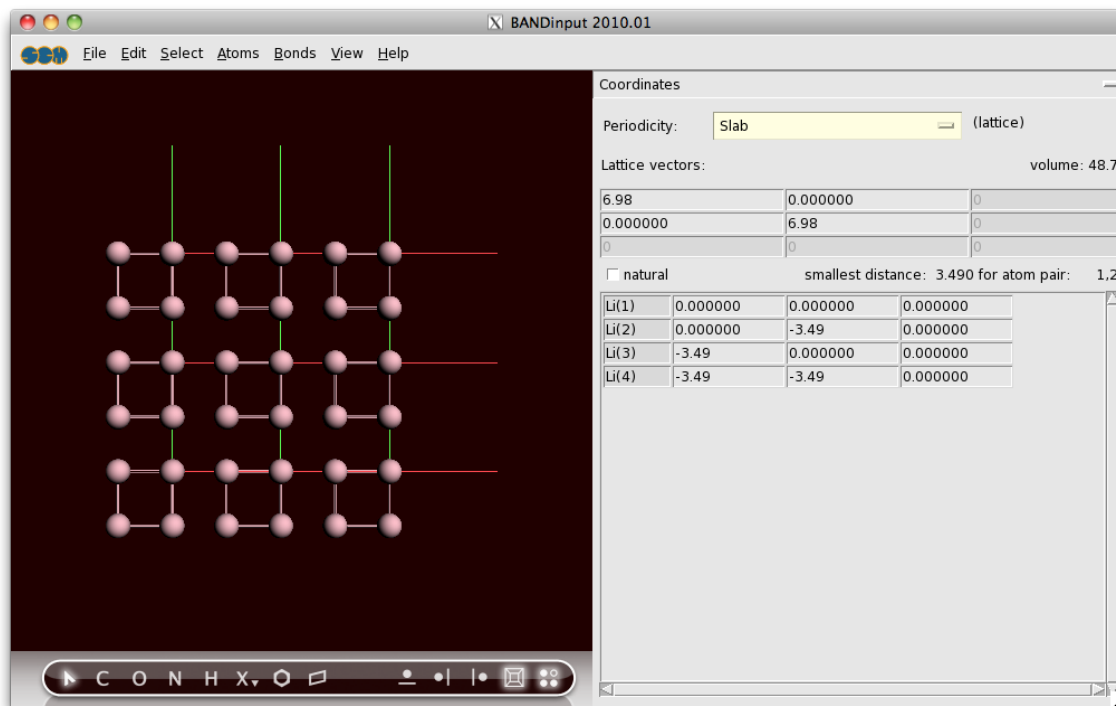 BANDinput 2010.01
SCM File Edit Select Atoms Bonds View Help
Coordinates
Periodicity: Slab (lattice)
Lattice vectors: volume: 48.7
6.98 0.000000 0
0.000000 6.98 0
0 0 0
natural smallest distance: 3.490 for atom pair: 1,2
Li(1) 0.000000 0.000000 0.000000
Li(2) 0.000000 -3.49 0.000000
Li(3) -3.49 0.000000 0.000000
Li(4) -3.49 -3.49 0.000000
C O N H X